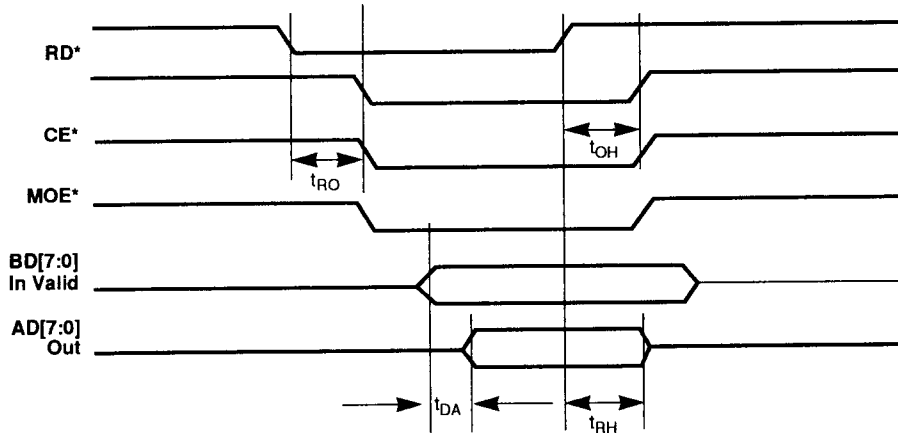 RD*
CE*
tOH
tRO
MOE*
BD[7:0]
In Valid
AD[7:0]
Out
tDA
tRH